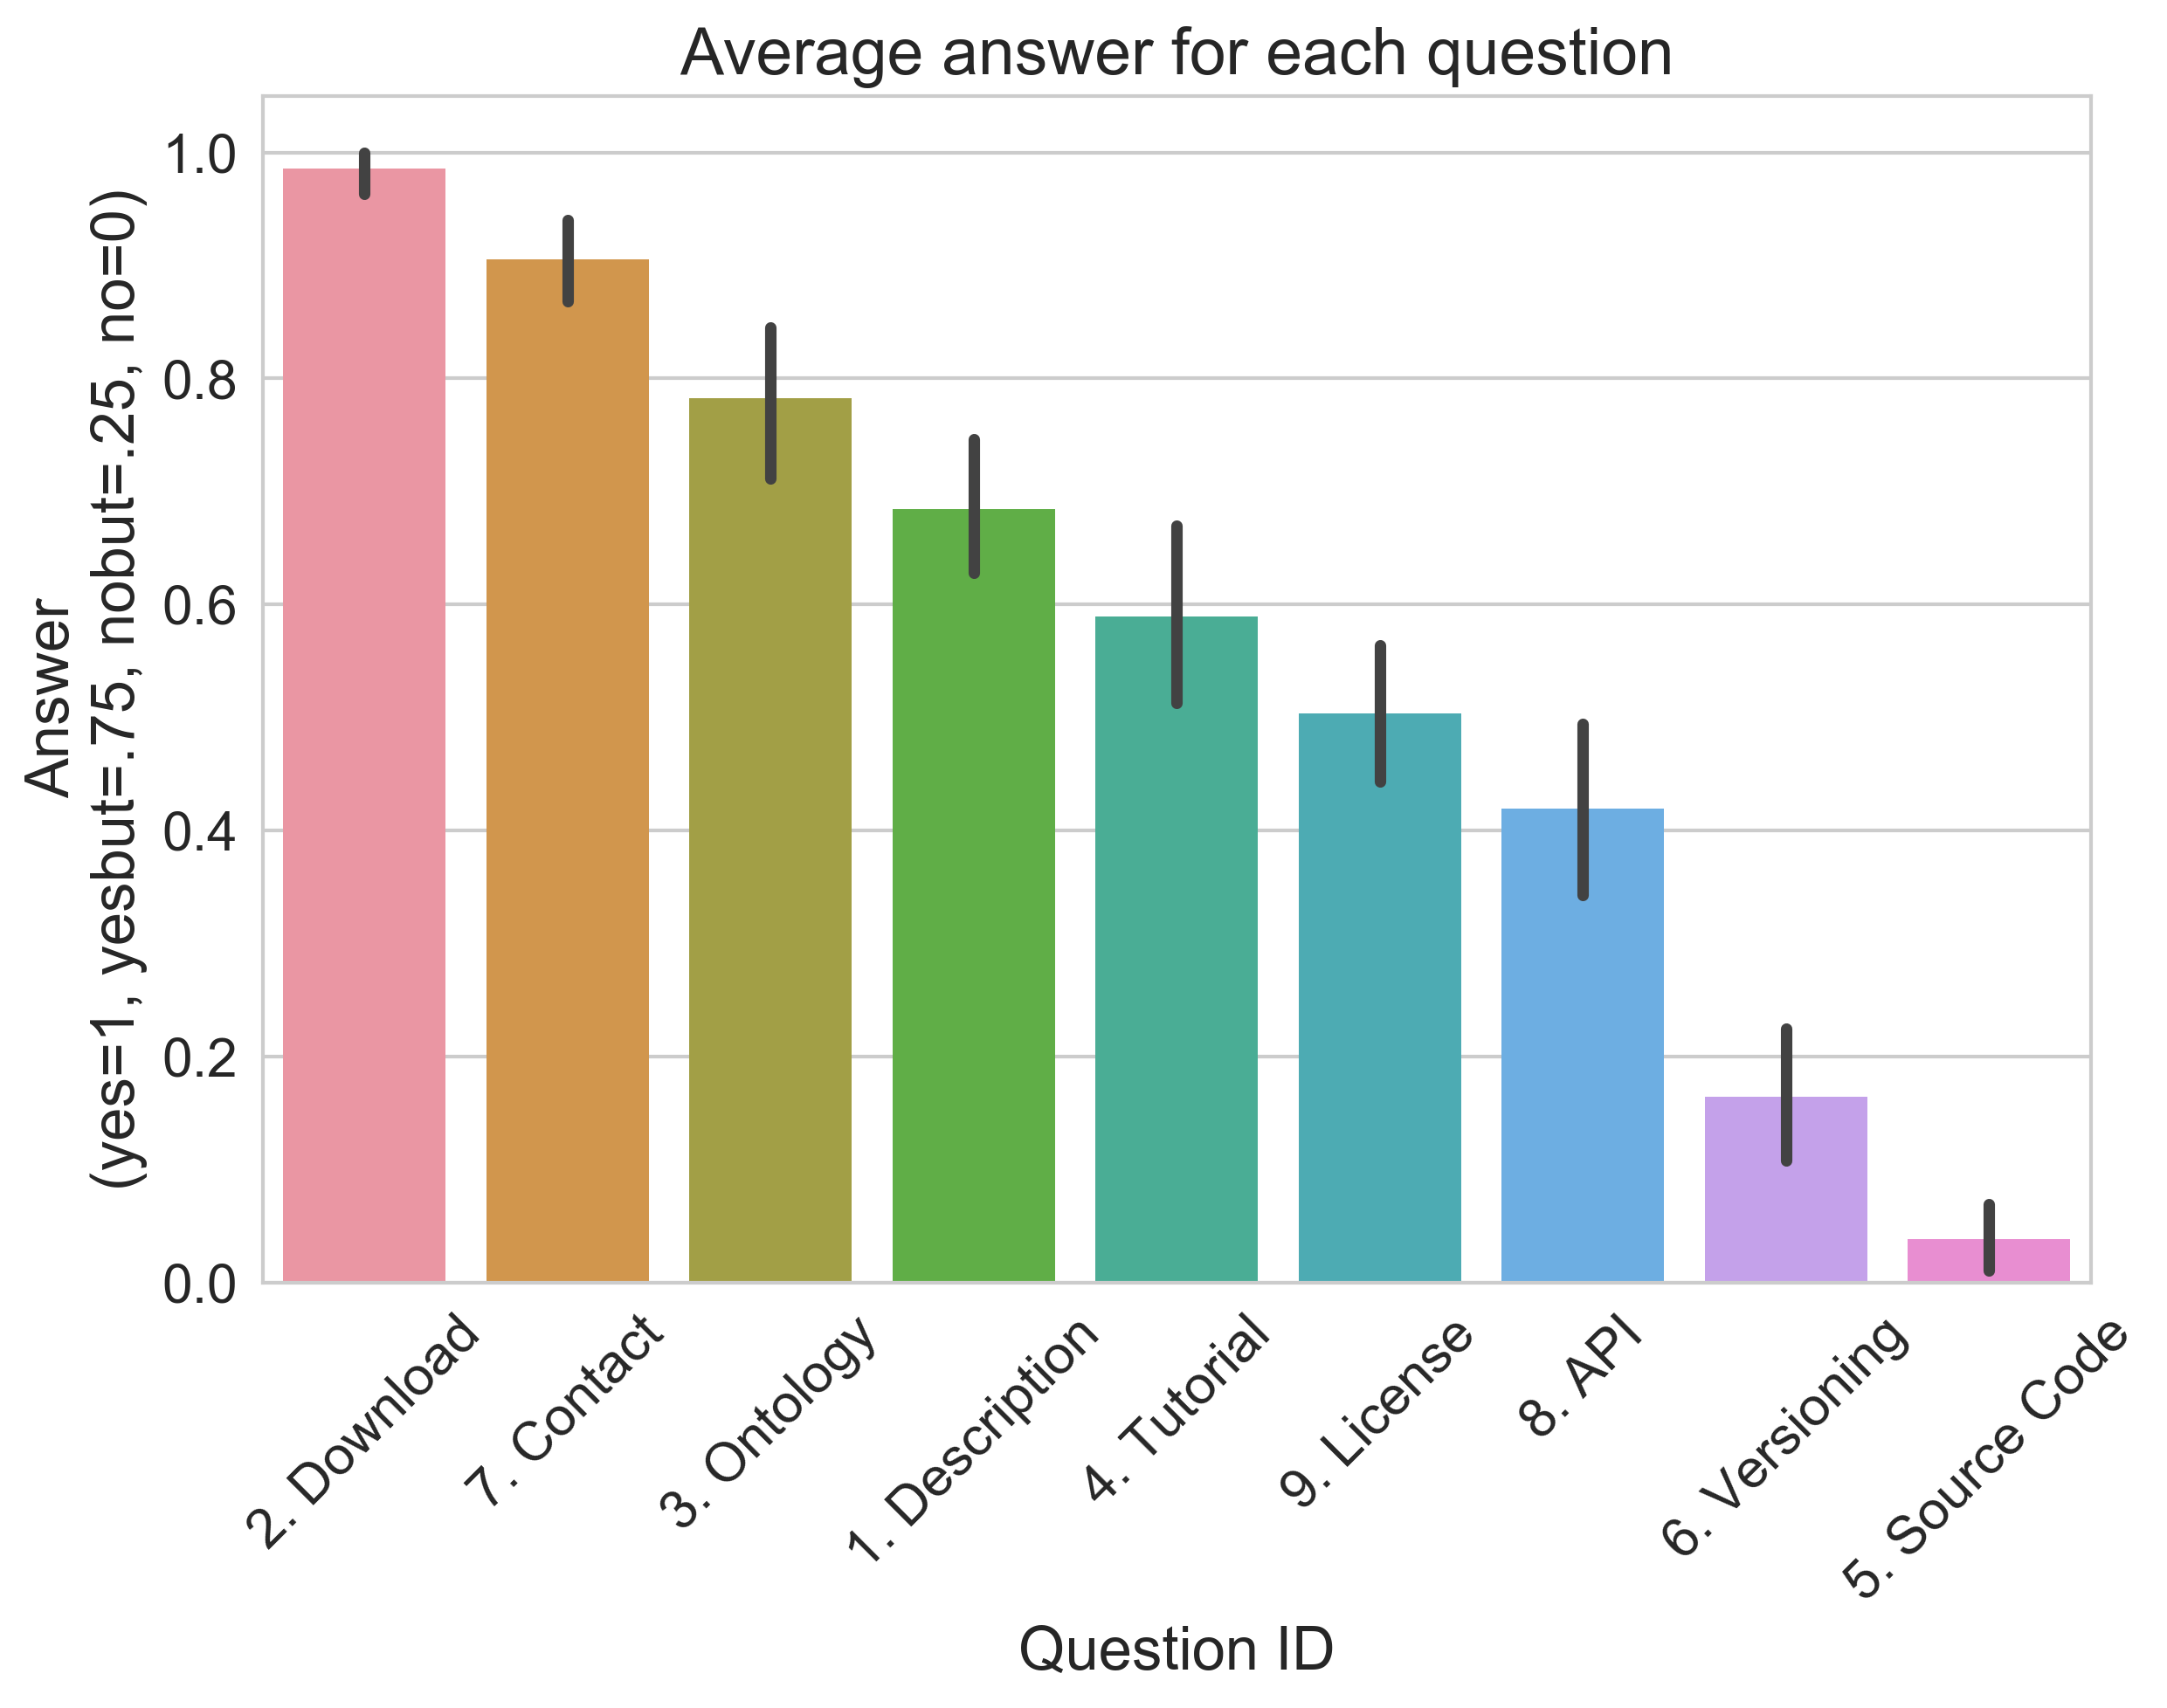 Average answer for each question
Answer
(yes=1, yesbut=.75, nobut=.25, no=0)
1.0
0.8
0.6
0.4
0.2
0.0
2. Download
7. Contact
3. Ontology
1. Description
4. Tutorial
9. License
8. API
6. Versioning
5. Source Code
Question ID